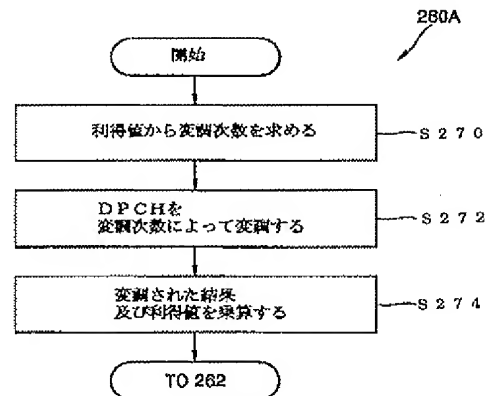 260A
開始
利得値から変調次数を求める
S270
DPCHを
変調次数によって変調する
S272
変調された結果
及び利得値を乗算する
S274
TO 262